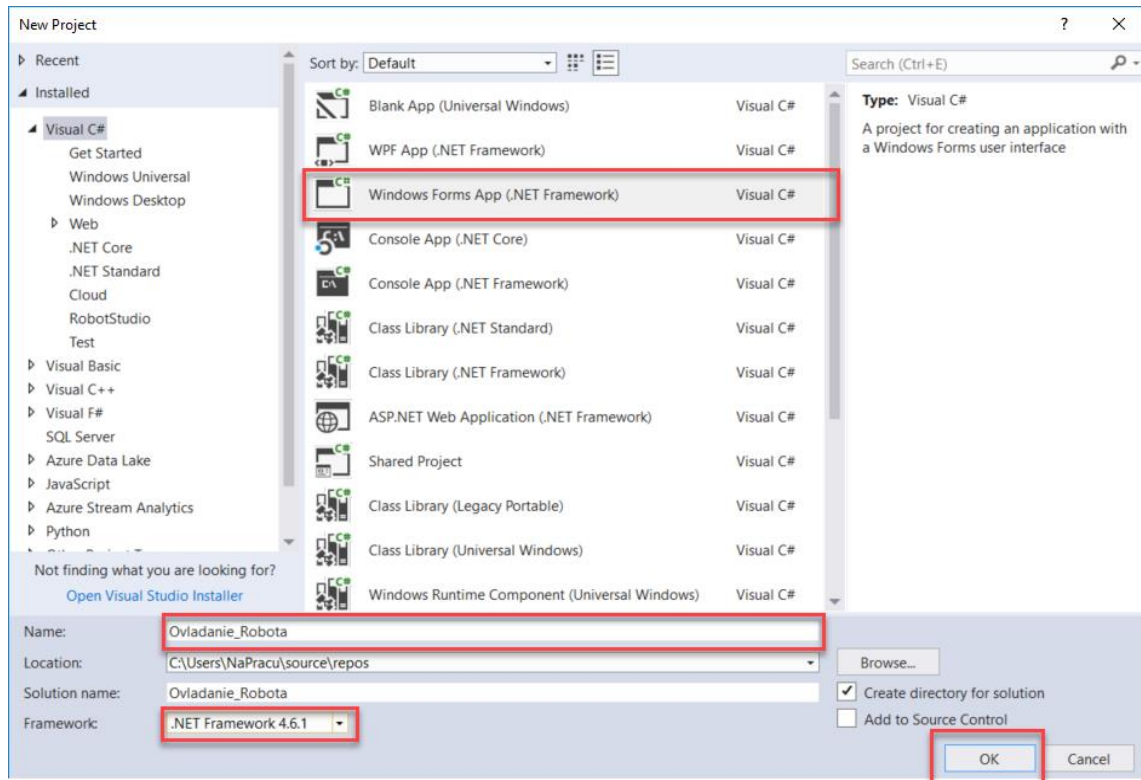 New Project
Recent
Installed
Visual C#
Get Started
Windows Universal
Windows Desktop
Web
.NET Core
.NET Standard
Cloud
RobotStudio
Test
Visual Basic
Visual C++
Visual F#
SQL Server
Azure Data Lake
JavaScript
Azure Stream Analytics
Python
Not finding what you are looking for?
Open Visual Studio Installer
Sort by: Default
Blank App (Universal Windows) Visual C#
WPF App (.NET Framework) Visual C#
Windows Forms App (.NET Framework) Visual C#
Console App (.NET Core) Visual C#
Console App (.NET Framework) Visual C#
Class Library (.NET Standard) Visual C#
Class Library (.NET Framework) Visual C#
ASP.NET Web Application (.NET Framework) Visual C#
Shared Project Visual C#
Class Library (Legacy Portable) Visual C#
Class Library (Universal Windows) Visual C#
Windows Runtime Component (Universal Windows) Visual C#
Search (Ctrl+E)
Type: Visual C#
A project for creating an application with
a Windows Forms user interface
Name: Ovladanie_Robota
Location: C:\Users\NaPracu\source\repos Browse...
Solution name: Ovladanie_Robota Create directory for solution
Framework: .NET Framework 4.6.1 Add to Source Control
OK Cancel